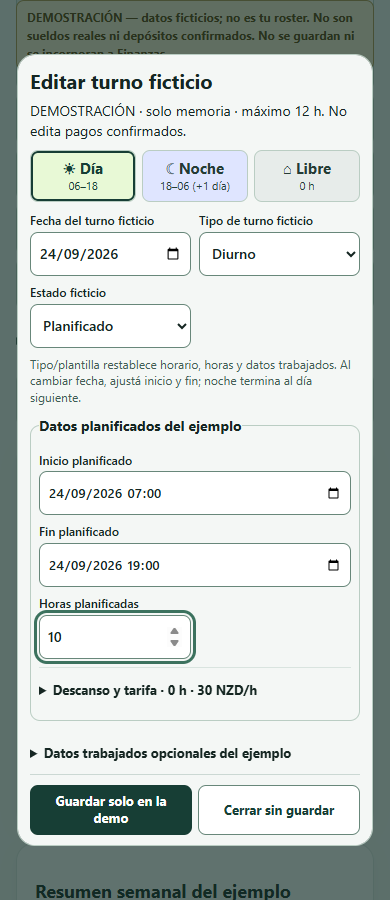 DEMOSTRACIÓN — datos ficticios; no es tu roster. No son
sueldos reales ni depósitos confirmados. No se guardan ni
se incorporan a Finanzas.
Editar turno ficticio
DEMOSTRACIÓN · solo memoria · máximo 12 h. No
edita pagos confirmados.
☀ Día
06–18
☾ Noche
18–06 (+1 día)
⌂ Libre
0 h
Fecha del turno ficticio
24/09/2026
Tipo de turno ficticio
Diurno
Estado ficticio
Planificado
Tipo/plantilla restablece horario, horas y datos trabajados. Al
cambiar fecha, ajustá inicio y fin; noche termina al día
siguiente.
Datos planificados del ejemplo
Inicio planificado
24/09/2026 07:00
Fin planificado
24/09/2026 19:00
Horas planificadas
10
▶ Descanso y tarifa · 0 h · 30 NZD/h
▶ Datos trabajados opcionales del ejemplo
Guardar solo en la
demo
Cerrar sin guardar
Resumen semanal del ejemplo